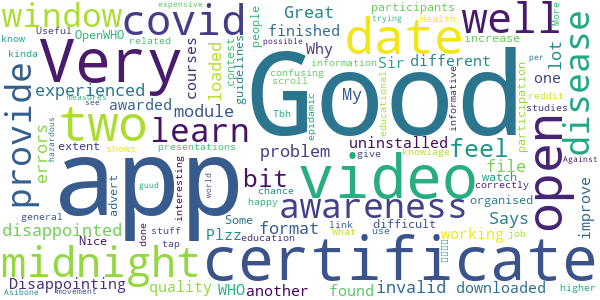 expensive
window
covid
date
well
participants
Health
More
trying
people
Great
finished
Why
increase
know
Useful
OpenWHO
related
contest
guidelines
Very
Good
kinda
courses
loaded
Sir
different
information
possible
per
experienced
awarded
My
lot
one
disease
confusing
scroll
participation
reddit
studies
provide
errors
two
learn
module
Tbh
epidamic
educational
informative
knowlage
Against
uninstalled
feel
extent
watch
correctly
measures
see
hazardous
app
presentations
problem
give
file
open
shows
bit
video
chance
happy
organised
improve
disappointed
advert
guud
interesting
world
awareness
Says
general
done
Some
format
link
What
use
difficult
working
job
Nice
tap
Plzz
education
midnight
certificate
Disappointing
quality
WHO
another
found
invalid
downloaded
higher
Asibone
movement